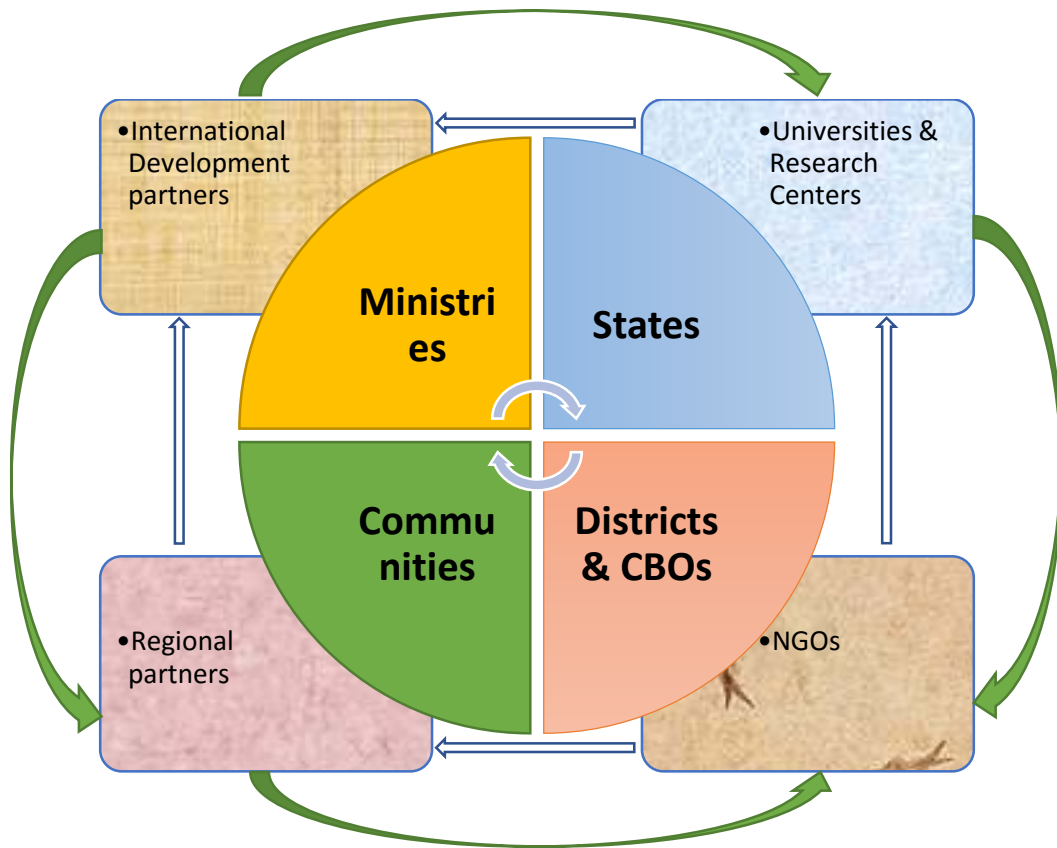 •International
Development
partners
•Universities &
Research
Centers
Ministri
es
States
Commu
nities
Districts
& CBOs
•Regional
partners
•NGOs